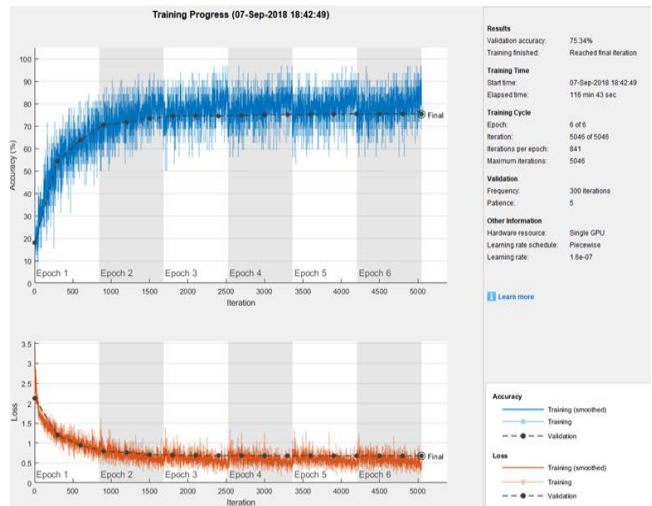 Training Progress (07-Sep-2018 18:42:49)
100
90
80
70
60
50
40
30
20
10
0
Accuracy (%)
Final
Epoch 1 Epoch 2 Epoch 3 Epoch 4 Epoch 5 Epoch 6
0 500 1000 1500 2000 2500 3000 3500 4000 4500 5000
Iteration
3.5
3
2.5
2
1.5
1
0.5
0
Loss
Final
Epoch 1 Epoch 2 Epoch 3 Epoch 4 Epoch 5 Epoch 6
0 500 1000 1500 2000 2500 3000 3500 4000 4500 5000
Iteration
Results
Validation accuracy: 75.34%
Training finished: Reached final iteration
Training Time
Start time: 07-Sep-2018 18:42:49
Elapsed time: 116 min 43 sec
Training Cycle
Epoch: 6 of 6
Iteration: 5046 of 5046
Iterations per epoch: 841
Maximum iterations: 5046
Validation
Frequency: 300 iterations
Patience: 5
Other Information
Hardware resource: Single GPU
Learning rate schedule: Piecewise
Learning rate: 1.6e-07
i Learn more
Accuracy
Training (smoothed)
Training
Validation
Loss
Training (smoothed)
Training
Validation